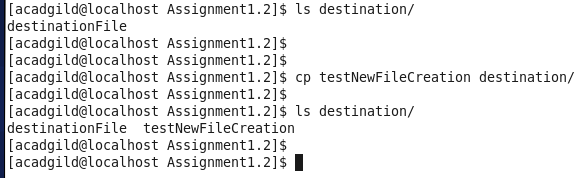 [acadgild@localhost Assignment1.2]$ ls destination/
destinationFile
[acadgild@localhost Assignment1.2]$
[acadgild@localhost Assignment1.2]$
[acadgild@localhost Assignment1.2]$ cp testNewFileCreation destination/
[acadgild@localhost Assignment1.2]$
[acadgild@localhost Assignment1.2]$ ls destination/
destinationFile  testNewFileCreation
[acadgild@localhost Assignment1.2]$
[acadgild@localhost Assignment1.2]$